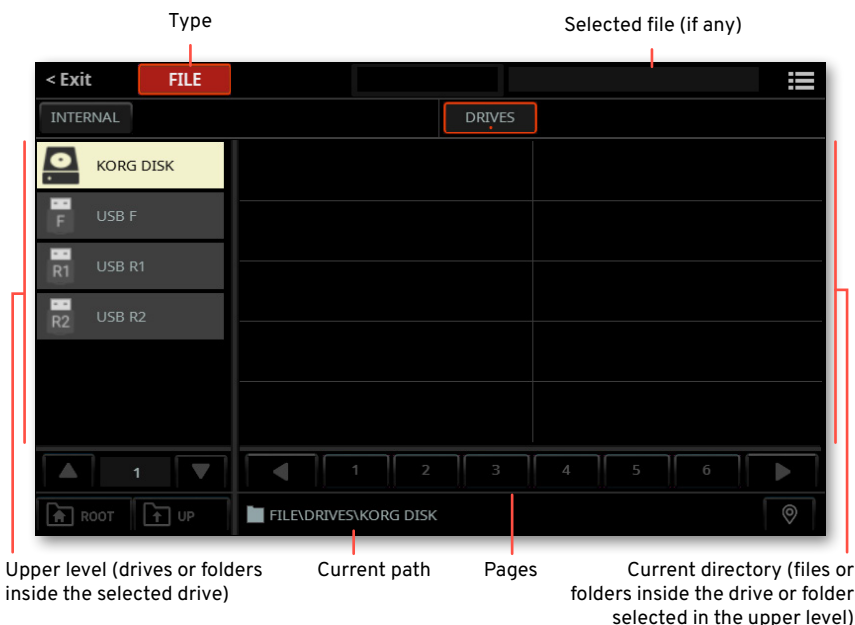 Type
Selected file (if any)
< Exit
FILE
INTERNAL
DRIVES
KORG DISK
F
USB F
R1
USB R1
R2
USB R2
1
1
2
3
4
5
6
ROOT
UP
FILE\DRIVES\KORG DISK
Upper level (drives or folders
inside the selected drive)
Current path
Pages
Current directory (files or
folders inside the drive or folder
selected in the upper level)